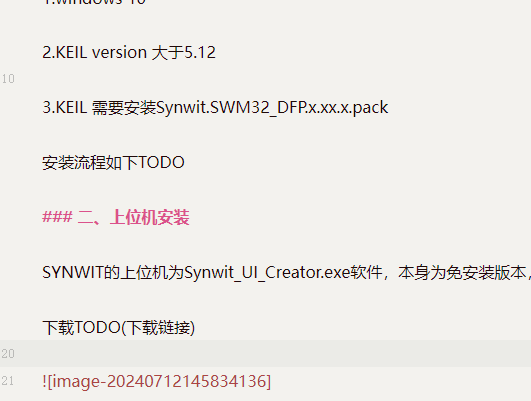 1.windows 10
2.KEIL version 大于5.12
10
3.KEIL 需要安装Synwit.SWM32_DFP.x.xx.x.pack
安装流程如下TODO
### 二、上位机安装
SYNWIT的上位机为Synwit_UI_Creator.exe软件，本身为免安装版本，
下载TODO(下载链接)
20
21 ![image-20240712145834136]